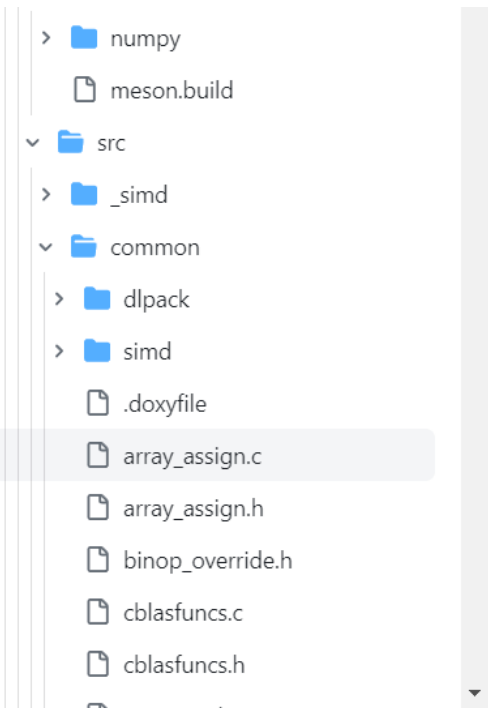 numpy
meson.build
src
_simd
common
dlpack
simd
.doxyfile
array_assign.c
array_assign.h
binop_override.h
cblasfuncs.c
cblasfuncs.h